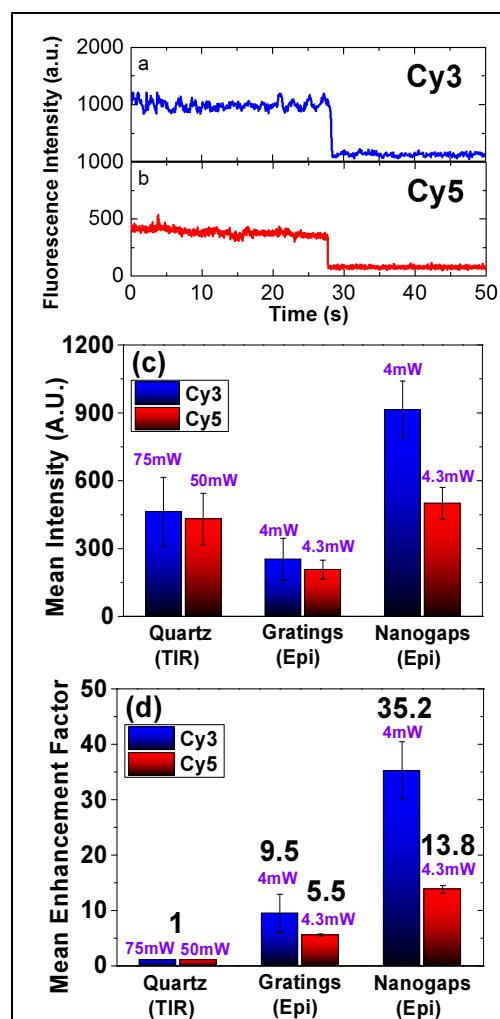 Fluorescence Intensity (a.u.)
2000
a
Cy3
1000
1000
b
Cy5
500
0
0 10 20 30 40 50
Time (s)
Mean Intensity (A.U.)
1200
(c)
Cy3
Cy5
4mW
900
75mW
50mW
600
4.3mW
4mW
4.3mW
300
0
Quartz Gratings Nanogaps
(TIR) (Epi) (Epi)
Mean Enhancement Factor
50
(d)
Cy3
Cy5
35.2
4mW
40
30
20
13.8
4.3mW
9.5
4mW
5.5
4.3mW
10
1
75mW 50mW
0
Quartz Gratings Nanogaps
(TIR) (Epi) (Epi)